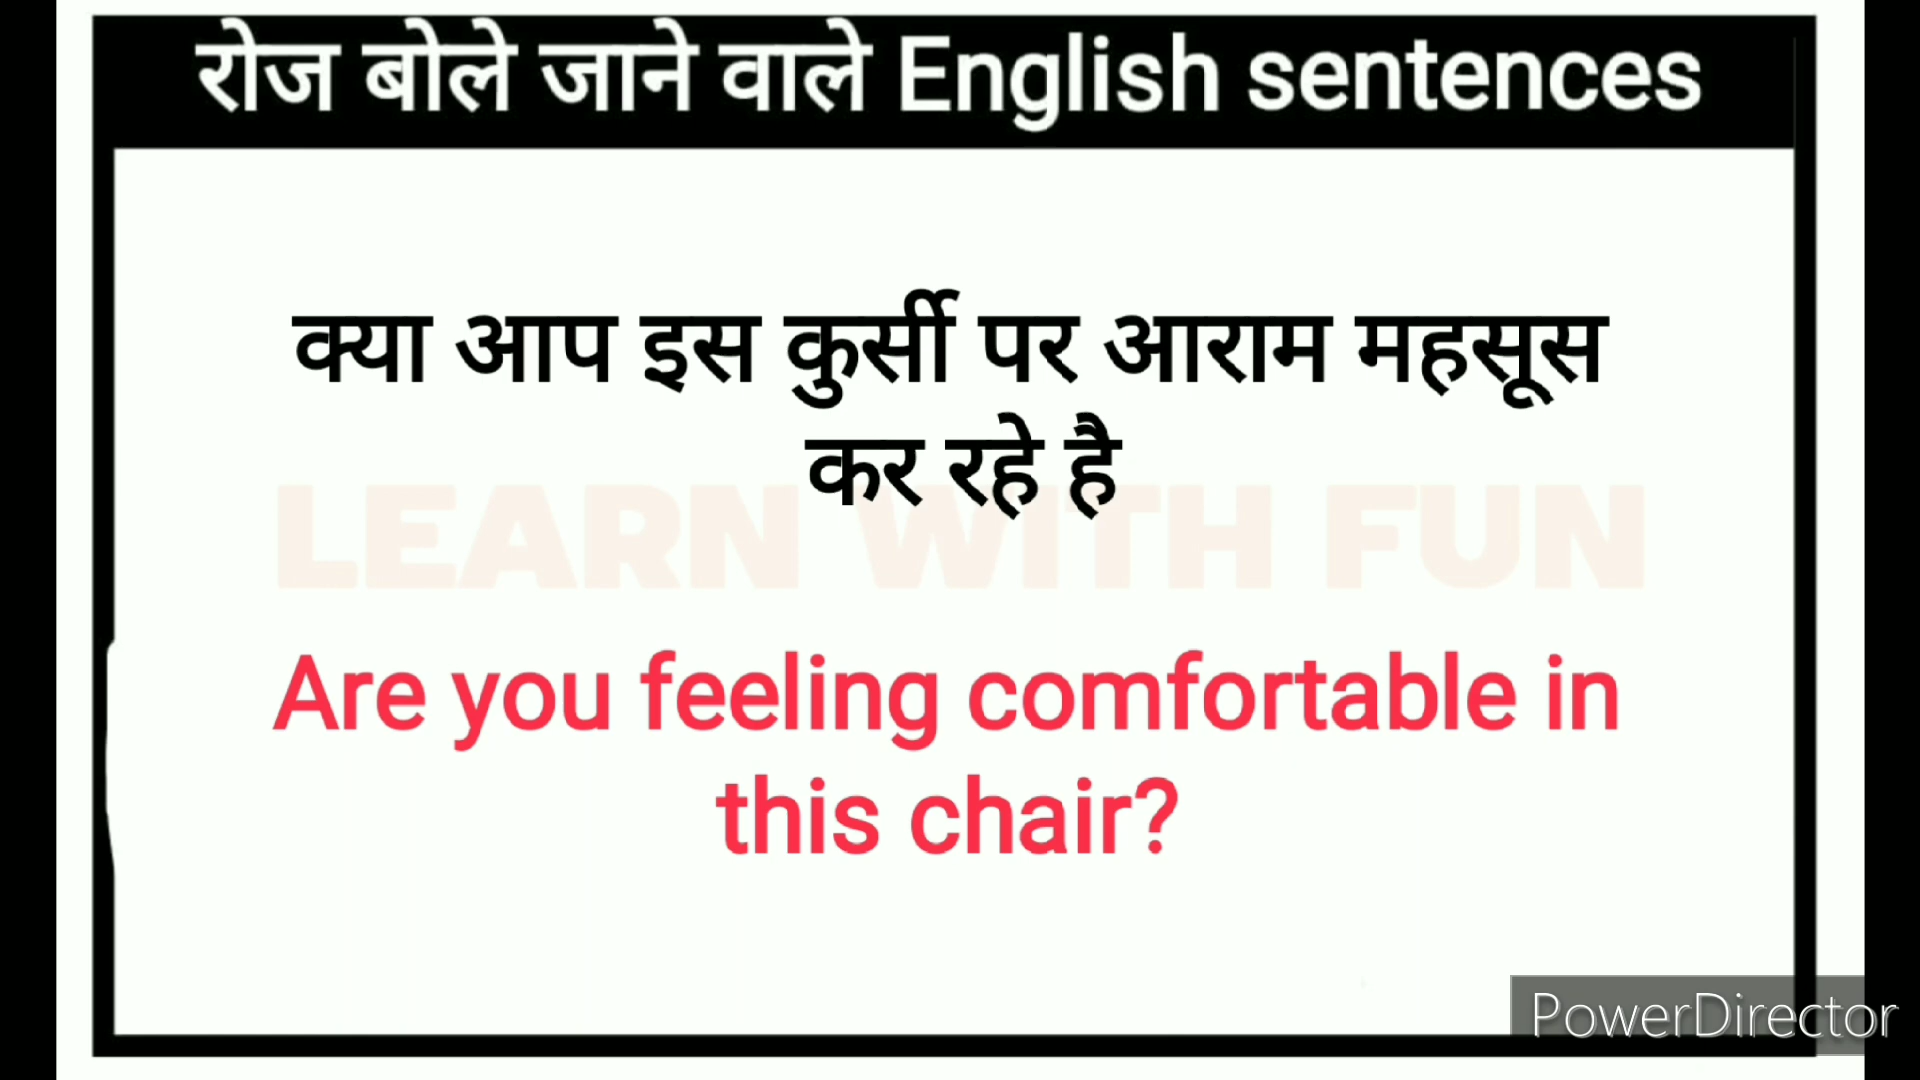 रोज बोले जाने वाले English sentences
क्या आप इस कुर्सी पर आराम महसूस
कर रहे है
LEARN WITH FUN
Are you feeling comfortable in
this chair?
PowerDirector